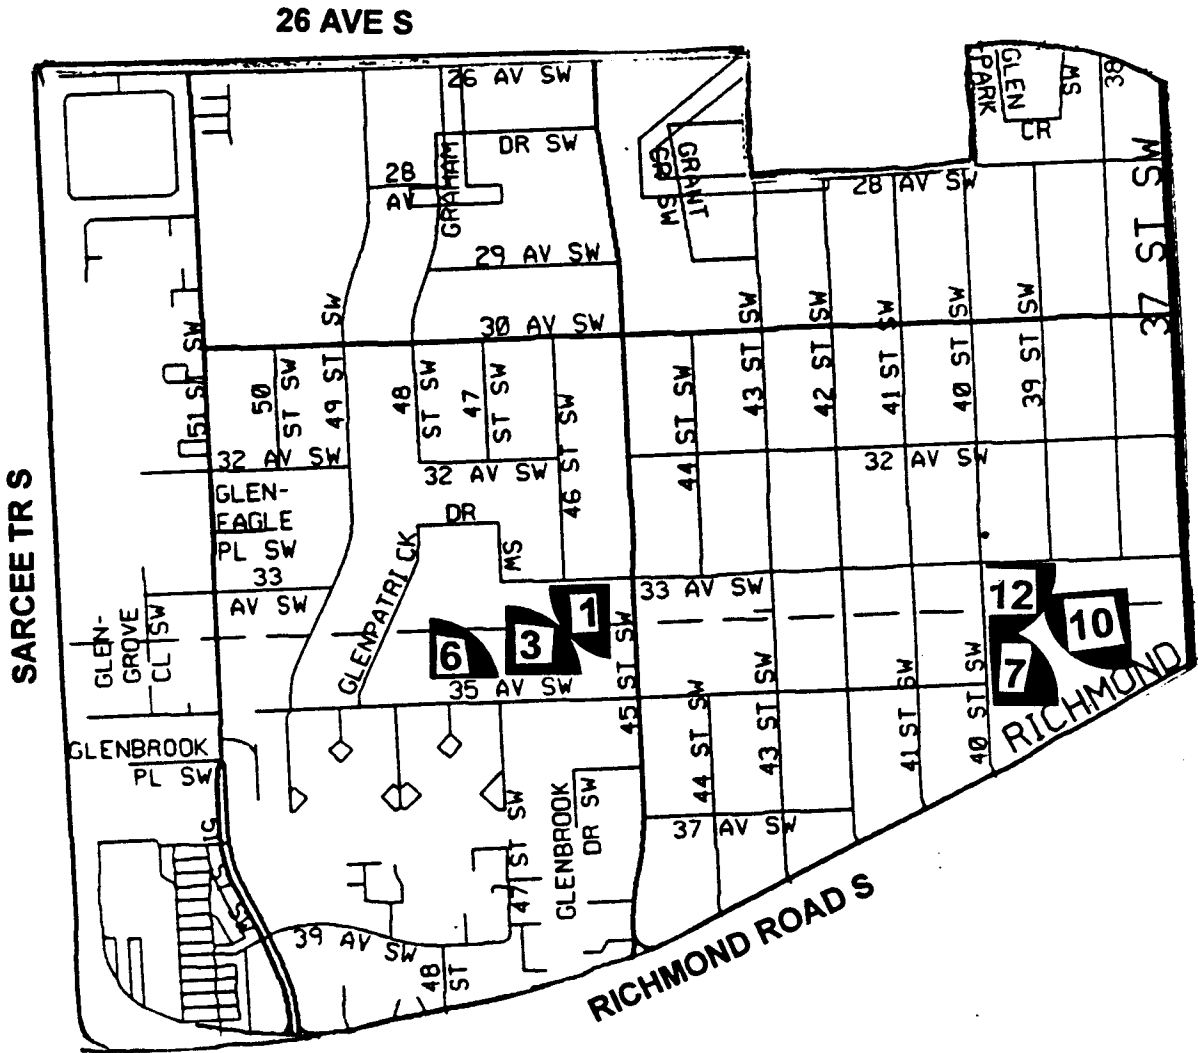 26 AVE S
26 AV SW
DR SW
GRAHAM
28
AV
29 AV SW
30 AV SW
GRANT
CR SW
GLEN
PARK
CR
SW
38
28 AV SW
37 ST SW
51 ST SW
50
ST SW
49 ST SW
48
ST SW
47
ST SW
46 ST SW
44 ST SW
43 ST SW
42 ST SW
41 ST SW
40 ST SW
39 ST SW
32 AV SW
32 AV SW
32 AV SW
GLEN-
EAGLE
PL SW
33
AV SW
DR
SW
GLENPATRICK
33 AV SW
SARCEE TR S
GLEN-
GROVE
CL SW
1
3
6
12
10
7
35 AV SW
45 ST SW
44 ST SW
43 ST SW
41 ST SW
40 ST SW
RICHMOND
GLENBROOK
PL SW
GLENBROOK
DR SW
47 ST SW
37 AV SW
51
ST SW
39 AV SW
48
ST
RICHMOND ROAD S